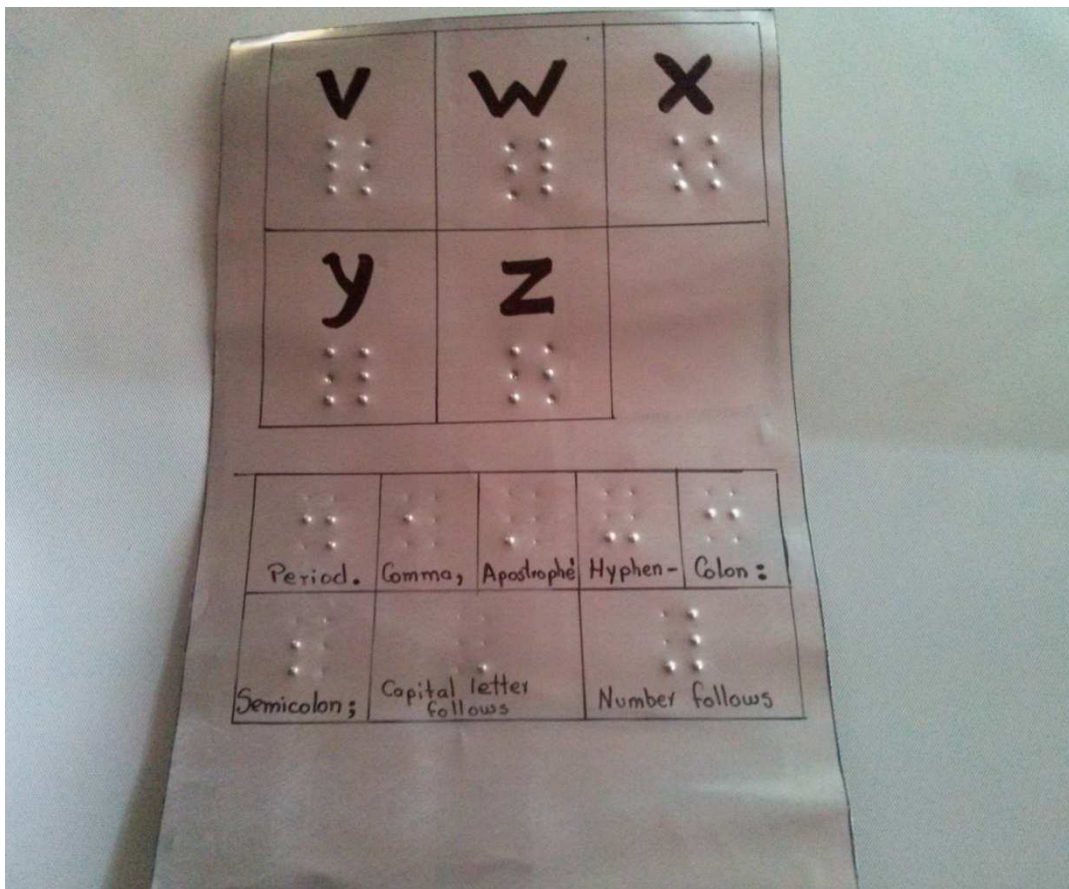 v w x
y z
Period. Comma, Apostrophe' Hyphen- Colon:
Semicolon; Capital letter follows Number follows